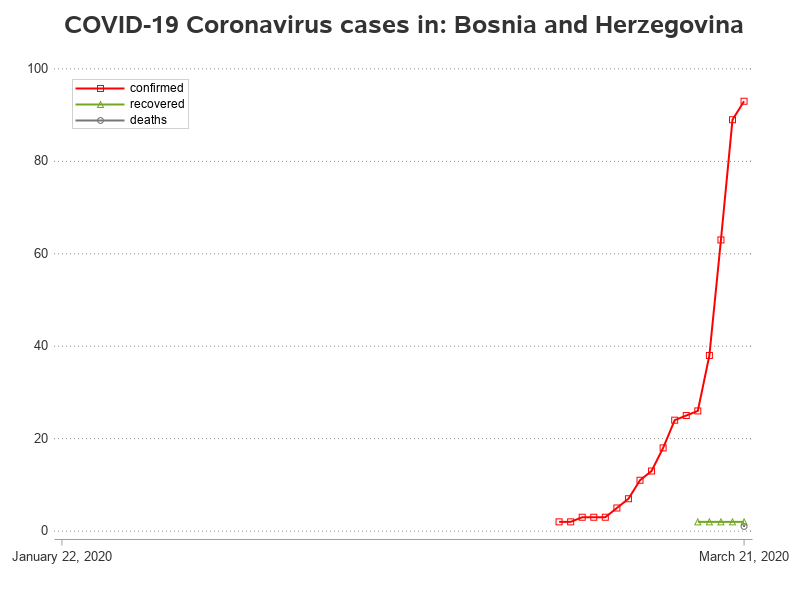 COVID-19 Coronavirus cases in: Bosnia and Herzegovina
100
confirmed
recovered
deaths
80
60
40
20
0
January 22, 2020
March 21, 2020